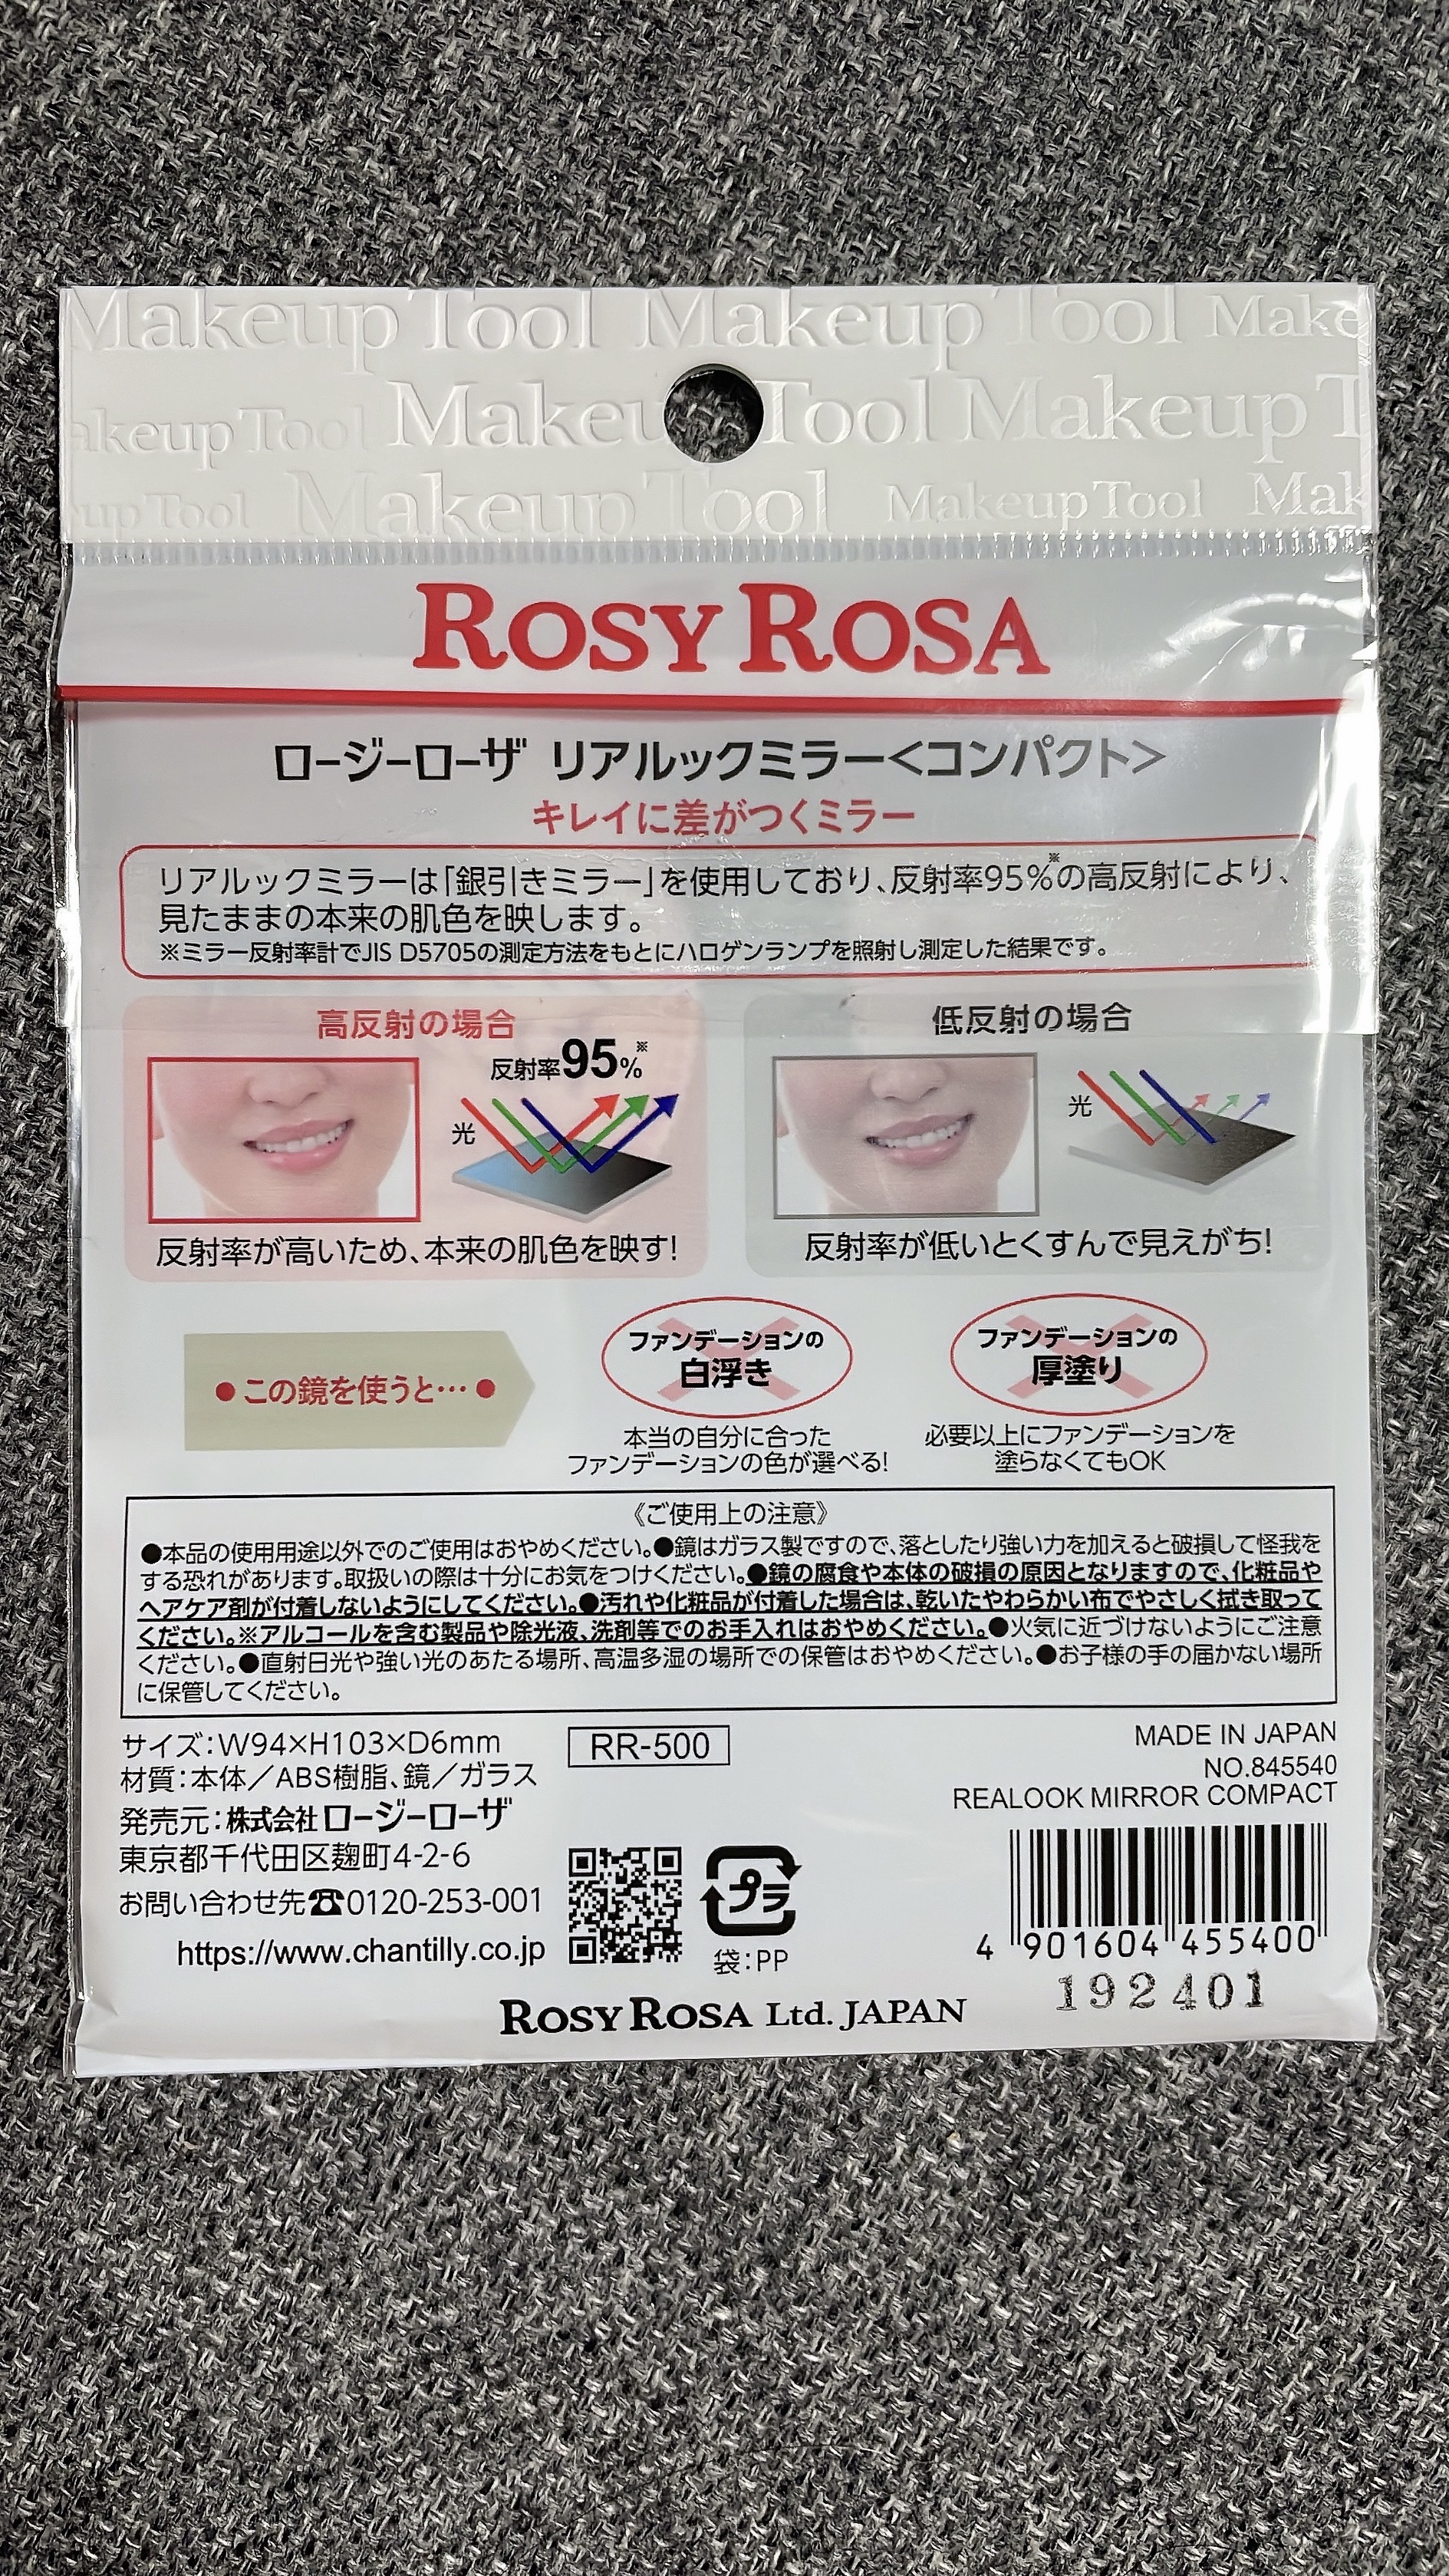 Makeup Tool Makeup Tool Make
akeup Tool Makeu Tool Makeup T
up Tool Makeup Tool Makeup Tool Mak
ROSY ROSA
ロージーローザ リアルックミラー<コンパクト>
キレイに差がつくミラー
リアルックミラーは「銀引きミラー」を使用しており、反射率95%※の高反射により、
見たままの本来の肌色を映します。
※ミラー反射率計でJIS D5705の測定方法をもとにハロゲンランプを照射し測定した結果です。
高反射の場合
反射率95%※
光
反射率が高いため、本来の肌色を映す!
低反射の場合
光
反射率が低いとくすんで見えがち!
●この鏡を使うと…●
ファンデーションの
白浮き
本当の自分に合った
ファンデーションの色が選べる!
ファンデーションの
厚塗り
必要以上にファンデーションを
塗らなくてもOK
《ご使用上の注意》
●本品の使用用途以外でのご使用はおやめください。●鏡はガラス製ですので、落としたり強い力を加えると破損して怪我を
する恐れがあります。取扱いの際は十分にお気をつけください。●鏡の腐食や本体の破損の原因となりますので、化粧品や
ヘアケア剤が付着しないようにしてください。●汚れや化粧品が付着した場合は、乾いたやわらかい布でやさしく拭き取って
ください。※アルコールを含む製品や除光液、洗剤等でのお手入れはおやめください。●火気に近づけないようにご注意
ください。●直射日光や強い光のあたる場所、高温多湿の場所での保管はおやめください。●お子様の手の届かない場所
に保管してください。
サイズ:W94×H103×D6mm
材質:本体/ABS樹脂、鏡/ガラス
発売元:株式会社ロージーローザ
東京都千代田区麹町4-2-6
お問い合わせ先☎0120-253-001
https://www.chantilly.co.jp
RR-500
プラ
袋:PP
MADE IN JAPAN
NO.845540
REALOOK MIRROR COMPACT
4 901604 455400
192401
ROSY ROSA Ltd. JAPAN